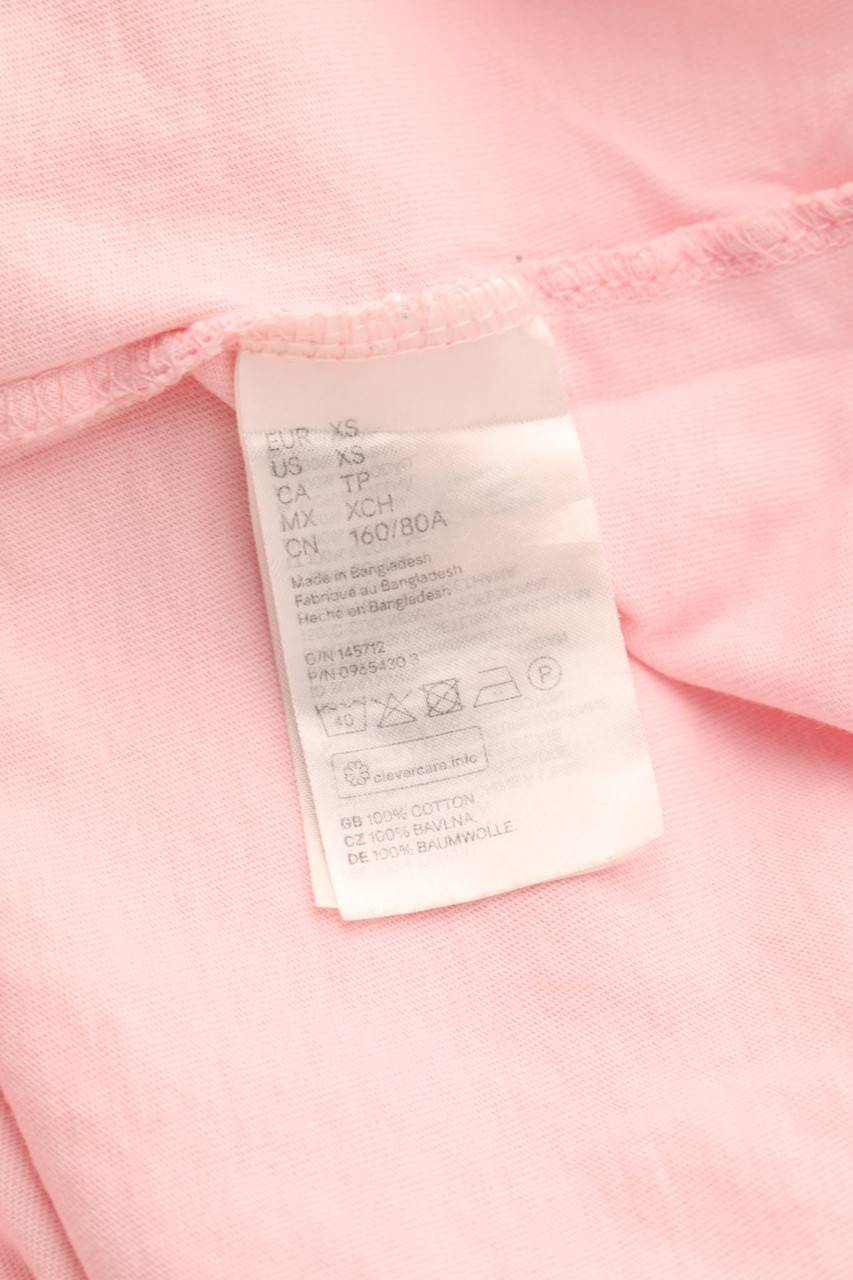 EUR XS
US XS
CA TP
MX XCH
CN 160/80A
Made in Bangladesh
Fabriqué au Bangladesh
Hecho en Bangladesh
O/N 145712
P/N 0965430 3
40
P
clevercare.info
GB 100% COTTON
CZ 100% BAVLNA
DE 100% BAUMWOLLE